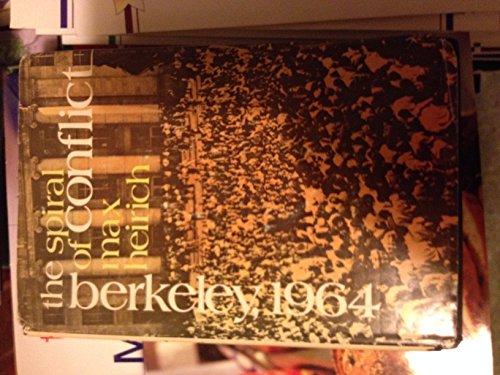 the spiral
of conflict
max
heirich
berkeley, 1964
M